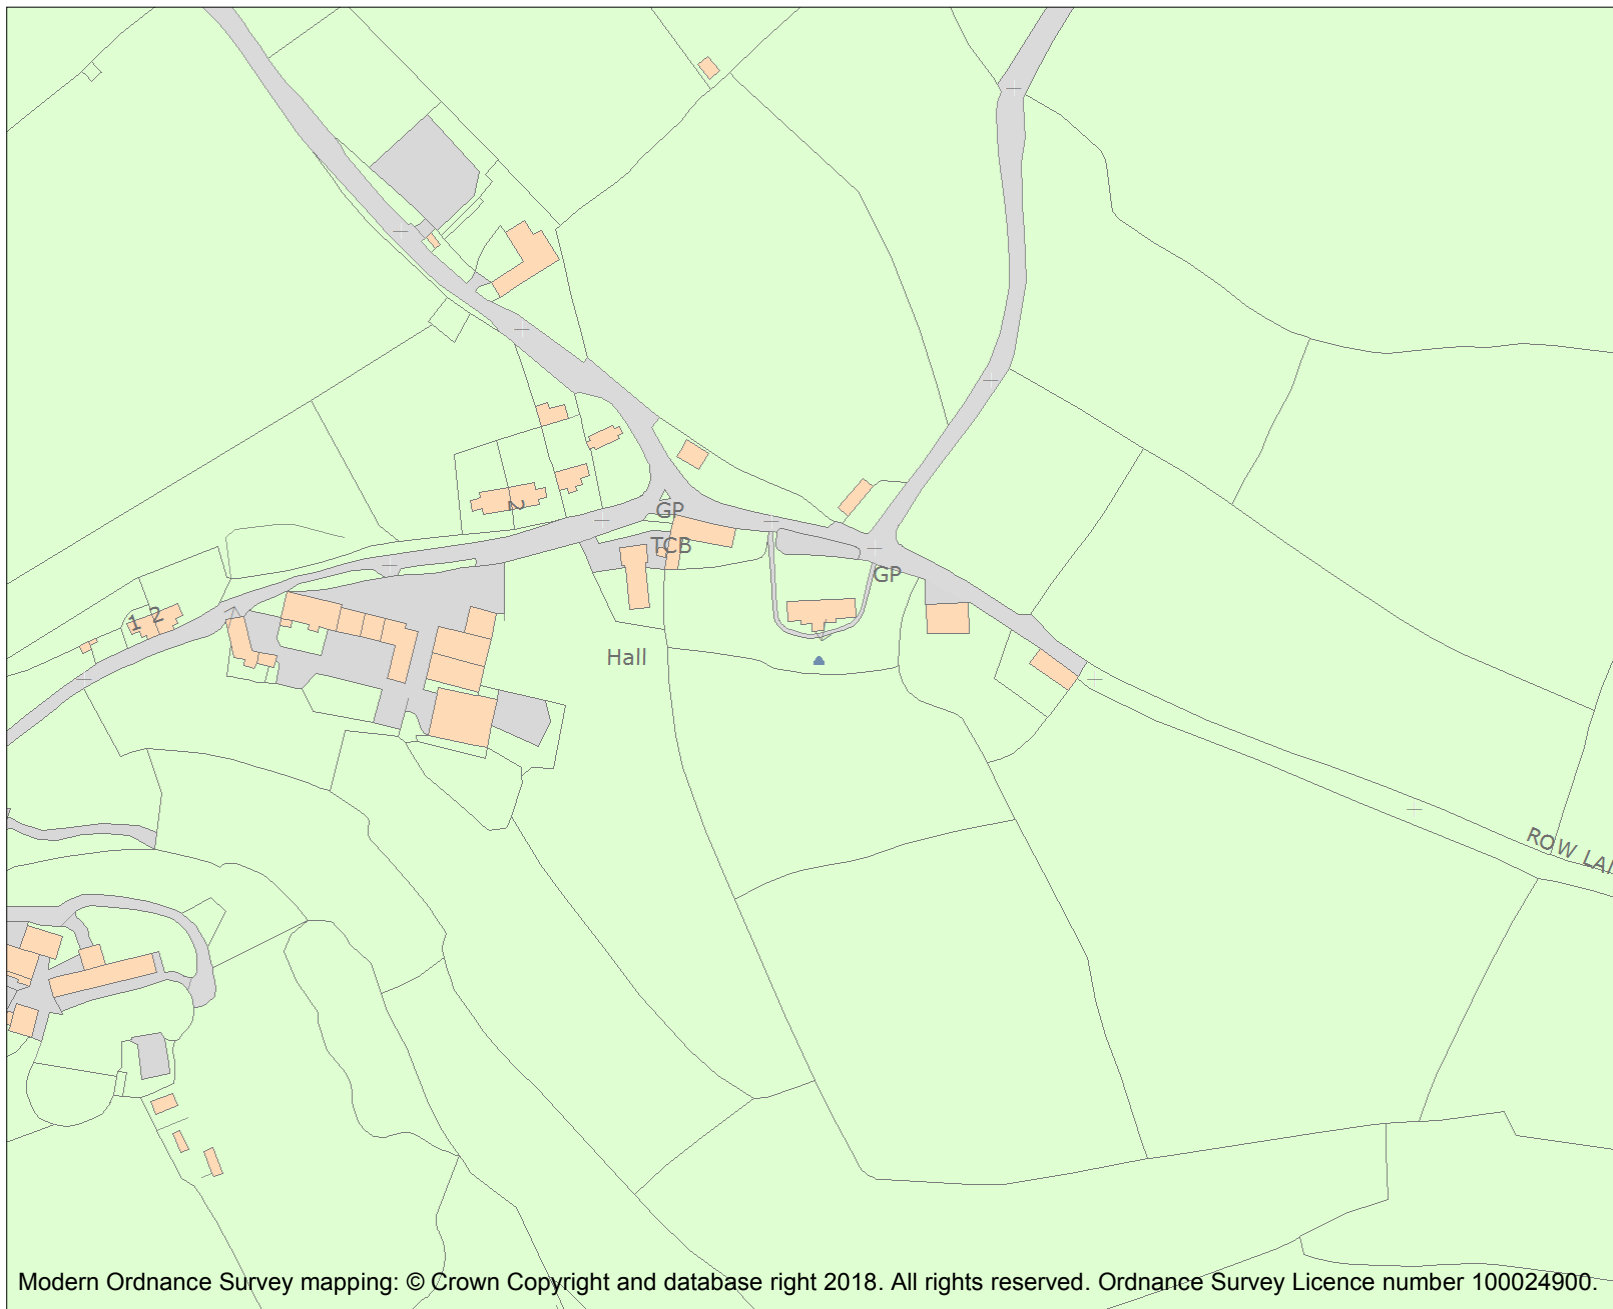 2
GP
TCB
GP
1 2
Hall
ROW LA
Modern Ordnance Survey mapping: © Crown Copyright and database right 2018. All rights reserved. Ordnance Survey Licence number 100024900.